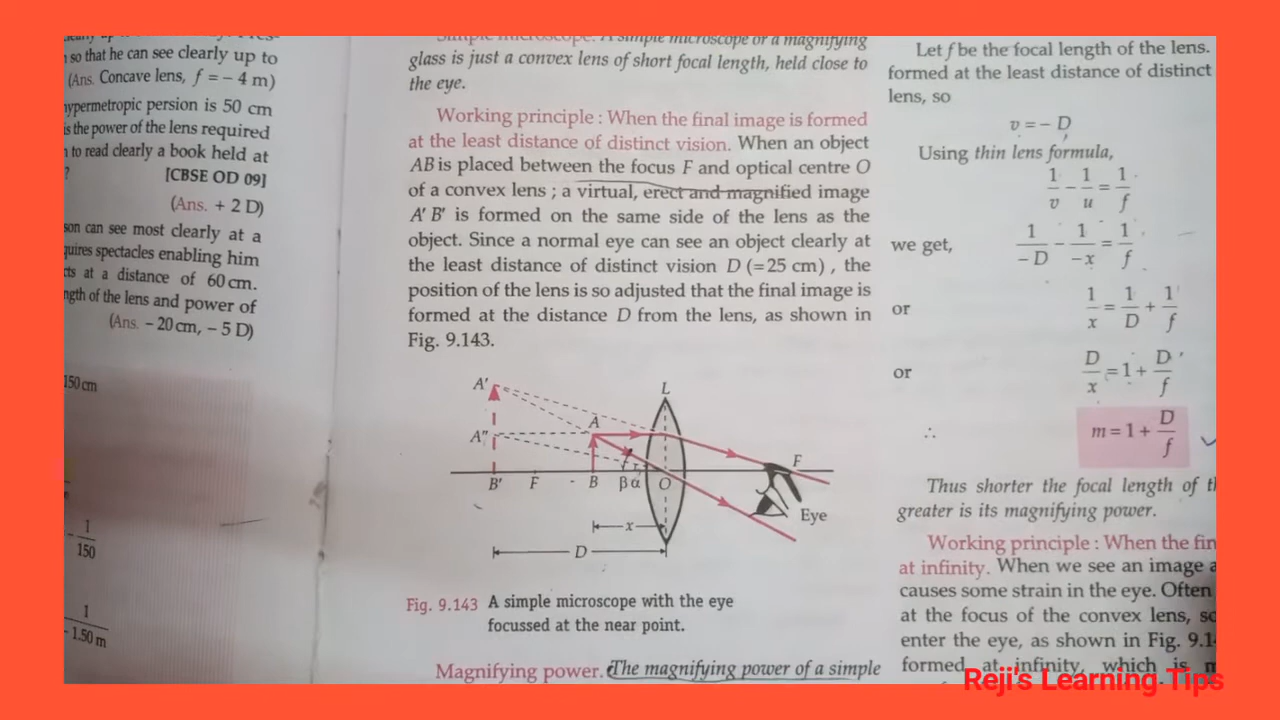 so that he can see clearly up to
(Ans. Concave lens, f = – 4 m)
hypermetropic persion is 50 cm
is the power of the lens required
to read clearly a book held at
?
[CBSE OD 09]
(Ans. + 2 D)
son can see most clearly at a
quires spectacles enabling him
cts at a distance of 60 cm.
ngth of the lens and power of
(Ans. – 20 cm, – 5 D)
150 cm
– 1/150
1/– 1.50 m
Simple microscope. A simple microscope or a magnifying
glass is just a convex lens of short focal length, held close to
the eye.
Working principle : When the final image is formed
at the least distance of distinct vision. When an object
AB is placed between the focus F and optical centre O
of a convex lens ; a virtual, erect and magnified image
A′ B′ is formed on the same side of the lens as the
object. Since a normal eye can see an object clearly at
the least distance of distinct vision D (= 25 cm) , the
position of the lens is so adjusted that the final image is
formed at the distance D from the lens, as shown in
Fig. 9.143.
A′
L
A
A″
F
B′ F B β α O
Eye
x
D
Fig. 9.143 A simple microscope with the eye
focussed at the near point.
Magnifying power. The magnifying power of a simple
Let f be the focal length of the lens.
formed at the least distance of distinct
lens, so
v = – D
Using thin lens formula,
1/v – 1/u = 1/f
we get, 1/– D – 1/– x = 1/f
or 1/x = 1/D + 1/f
or D/x = 1 + D/f
∴ m = 1 + D/f
Thus shorter the focal length of
greater is its magnifying power.
Working principle : When the fin
at infinity. When we see an image a
causes some strain in the eye. Often
at the focus of the convex lens, so
enter the eye, as shown in Fig. 9.1
formed at infinity, which is
Reji's Learning Tips